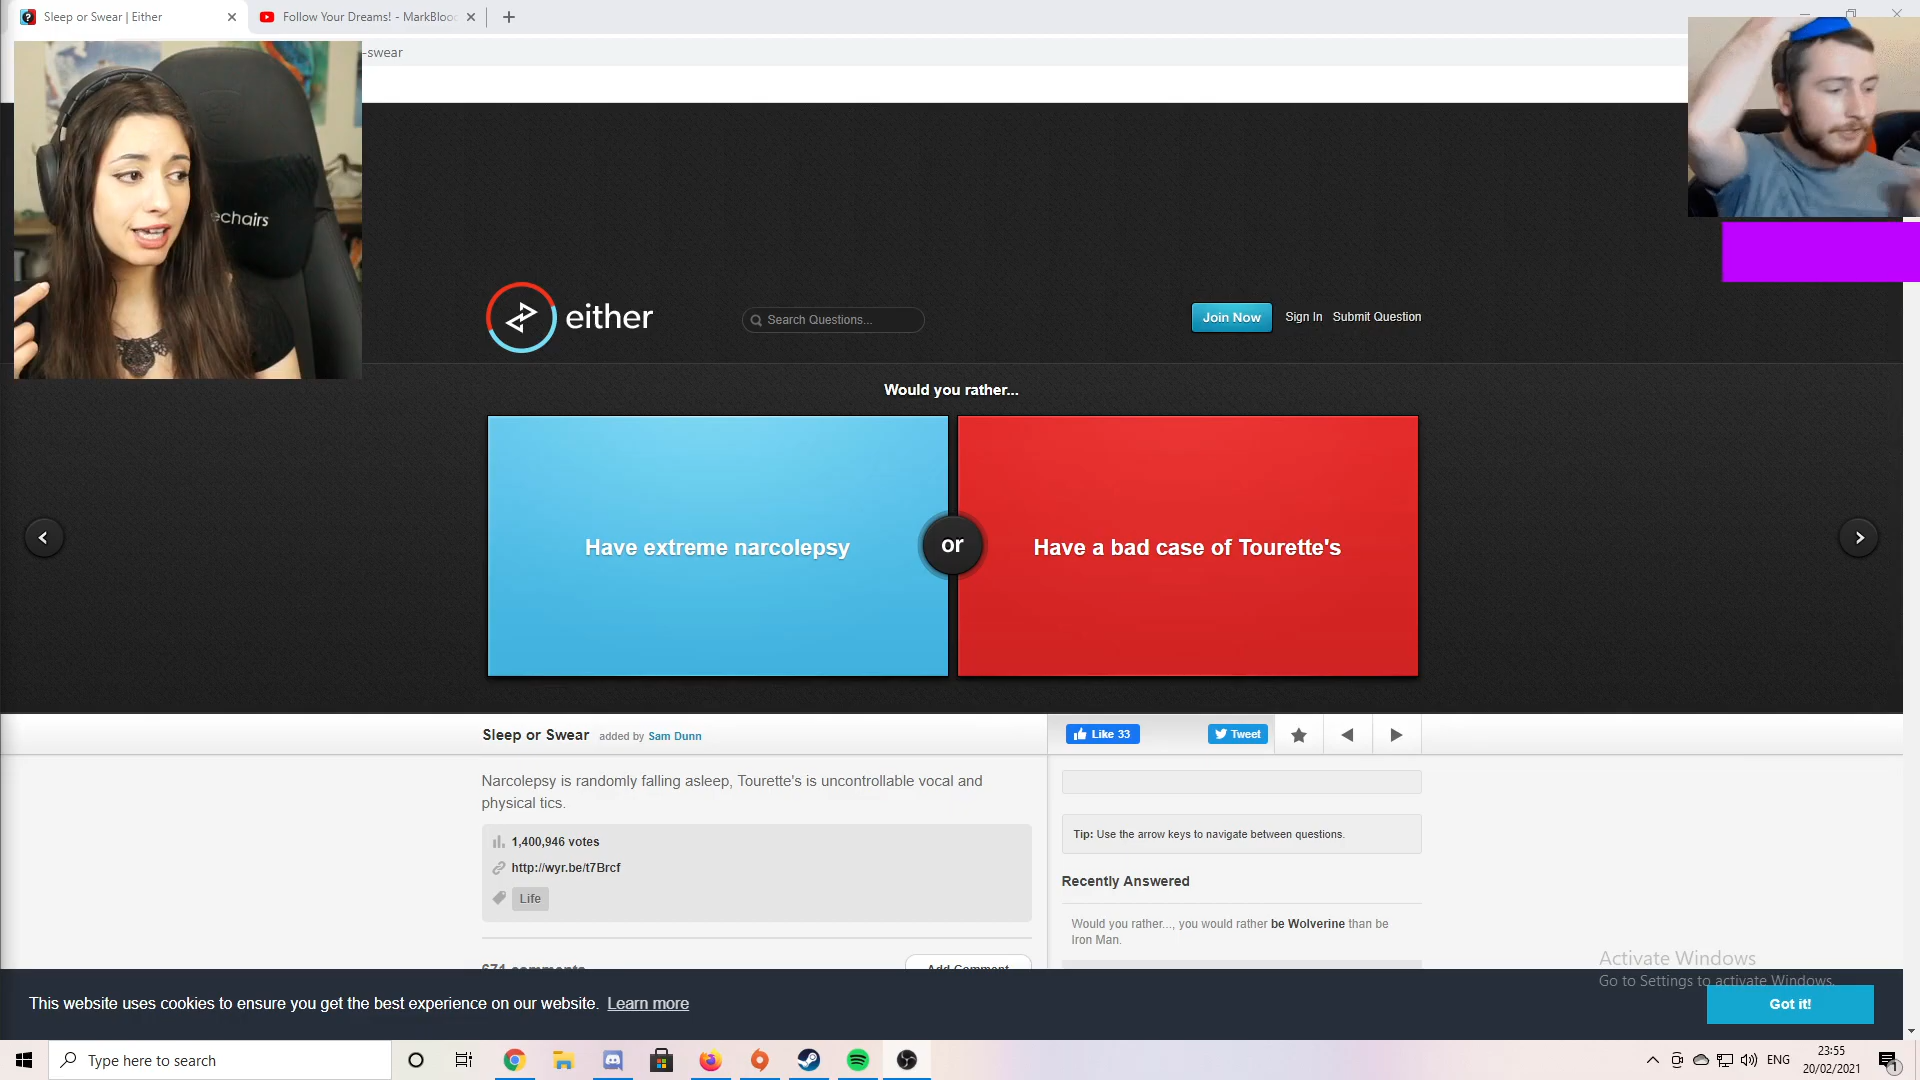 Sleep or Swear | Either
Follow Your Dreams! - MarkBlood
-swear
echairs
either
Search Questions...
Join Now
Sign In
Submit Question
Would you rather...
Have extreme narcolepsy
or
Have a bad case of Tourette's
Sleep or Swear added by Sam Dunn
Like 33
Tweet
Narcolepsy is randomly falling asleep, Tourette's is uncontrollable vocal and
physical tics.
1,400,946 votes
http://wyr.be/t7Brcf
Life
Tip: Use the arrow keys to navigate between questions.
Recently Answered
Would you rather..., you would rather be Wolverine than be
Iron Man.
671 comments
Add Comment
Activate Windows
Go to Settings to activate Windows.
This website uses cookies to ensure you get the best experience on our website. Learn more
Got it!
Type here to search
ENG
23:55
20/02/2021
1